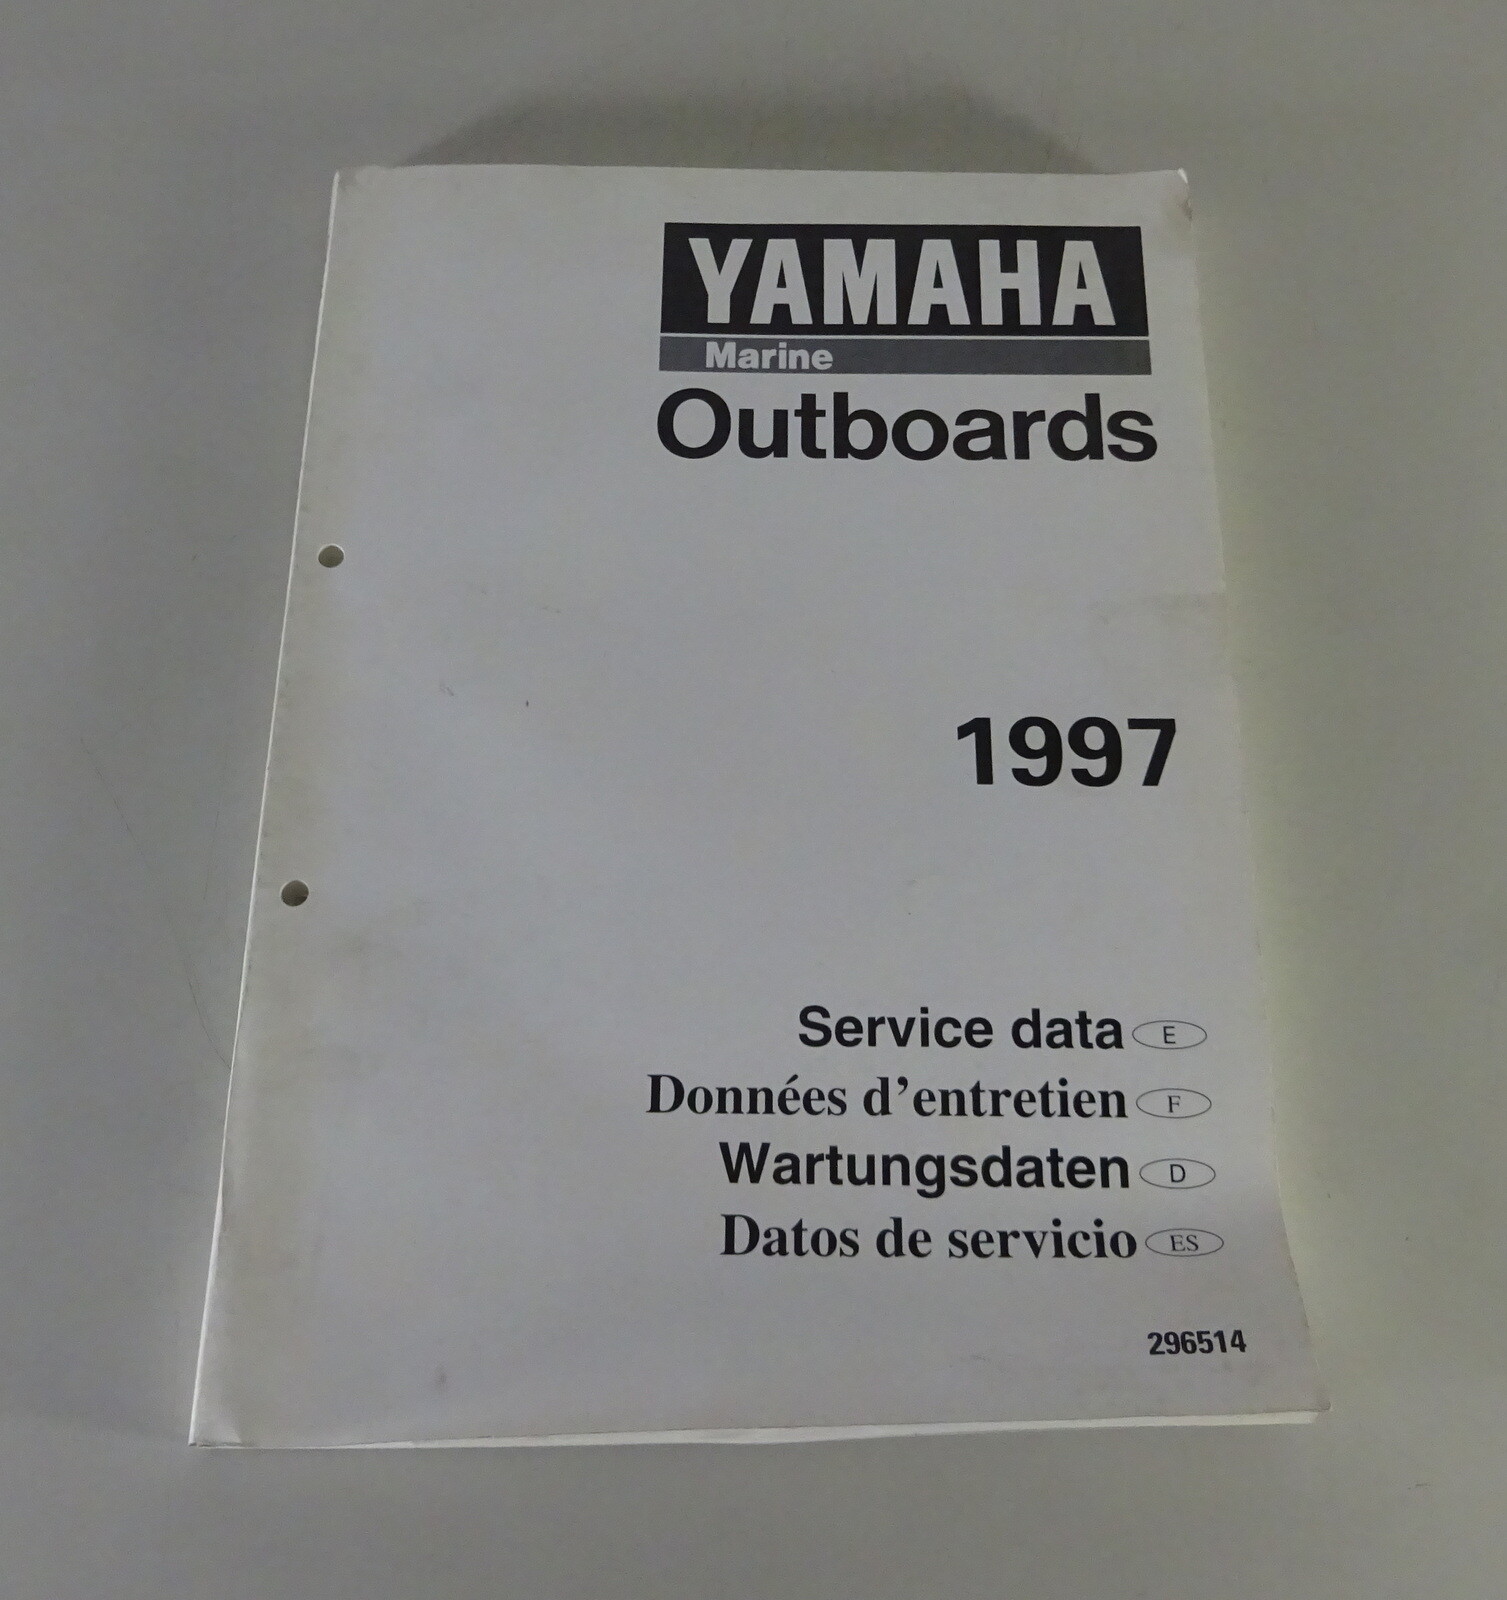 YAMAHA
Marine
Outboards
1997
Service data E
Données d'entretien F
Wartungsdaten D
Datos de servicio ES
296514